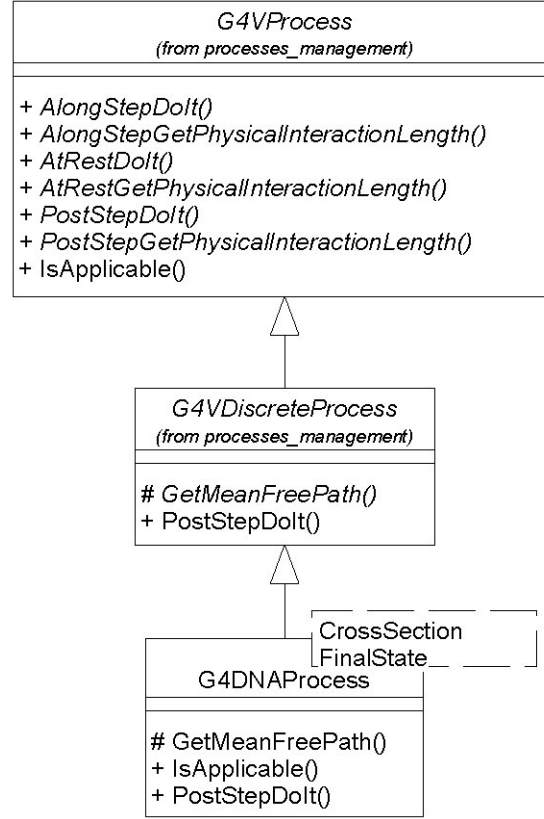 G4VProcess
(from processes_management)
+ AlongStepDoIt()
+ AlongStepGetPhysicalInteractionLength()
+ AtRestDoIt()
+ AtRestGetPhysicalInteractionLength()
+ PostStepDoIt()
+ PostStepGetPhysicalInteractionLength()
+ IsApplicable()
G4VDiscreteProcess
(from processes_management)
# GetMeanFreePath()
+ PostStepDoIt()
CrossSection
FinalState
G4DNAProcess
# GetMeanFreePath()
+ IsApplicable()
+ PostStepDoIt()